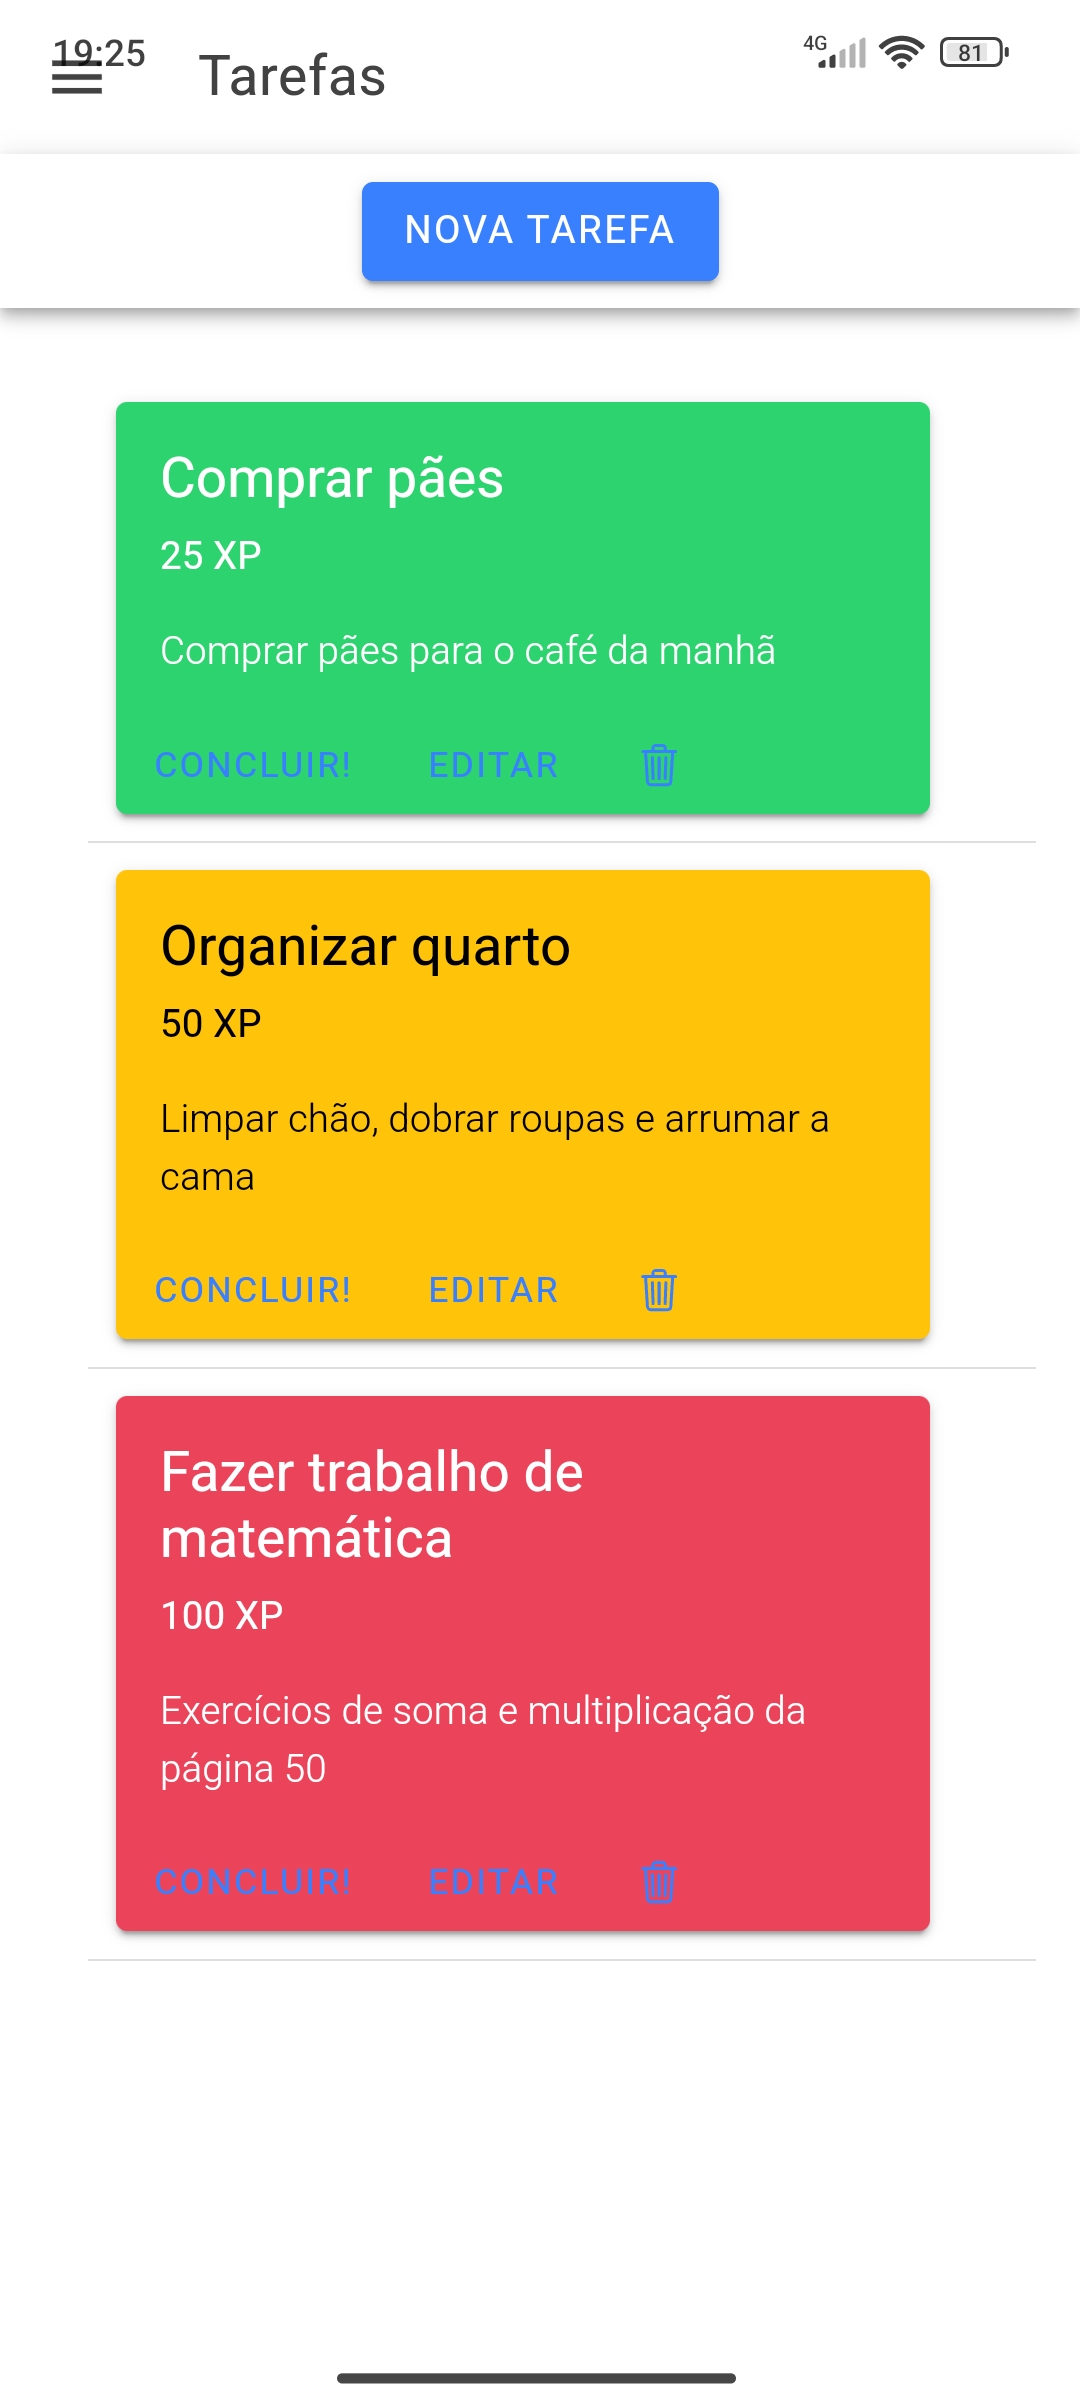 19:25
4G
81
Tarefas
NOVA TAREFA
Comprar pães
25 XP
Comprar pães para o café da manhã
CONCLUIR! EDITAR
Organizar quarto
50 XP
Limpar chão, dobrar roupas e arrumar a
cama
CONCLUIR! EDITAR
Fazer trabalho de
matemática
100 XP
Exercícios de soma e multiplicação da
página 50
CONCLUIR! EDITAR